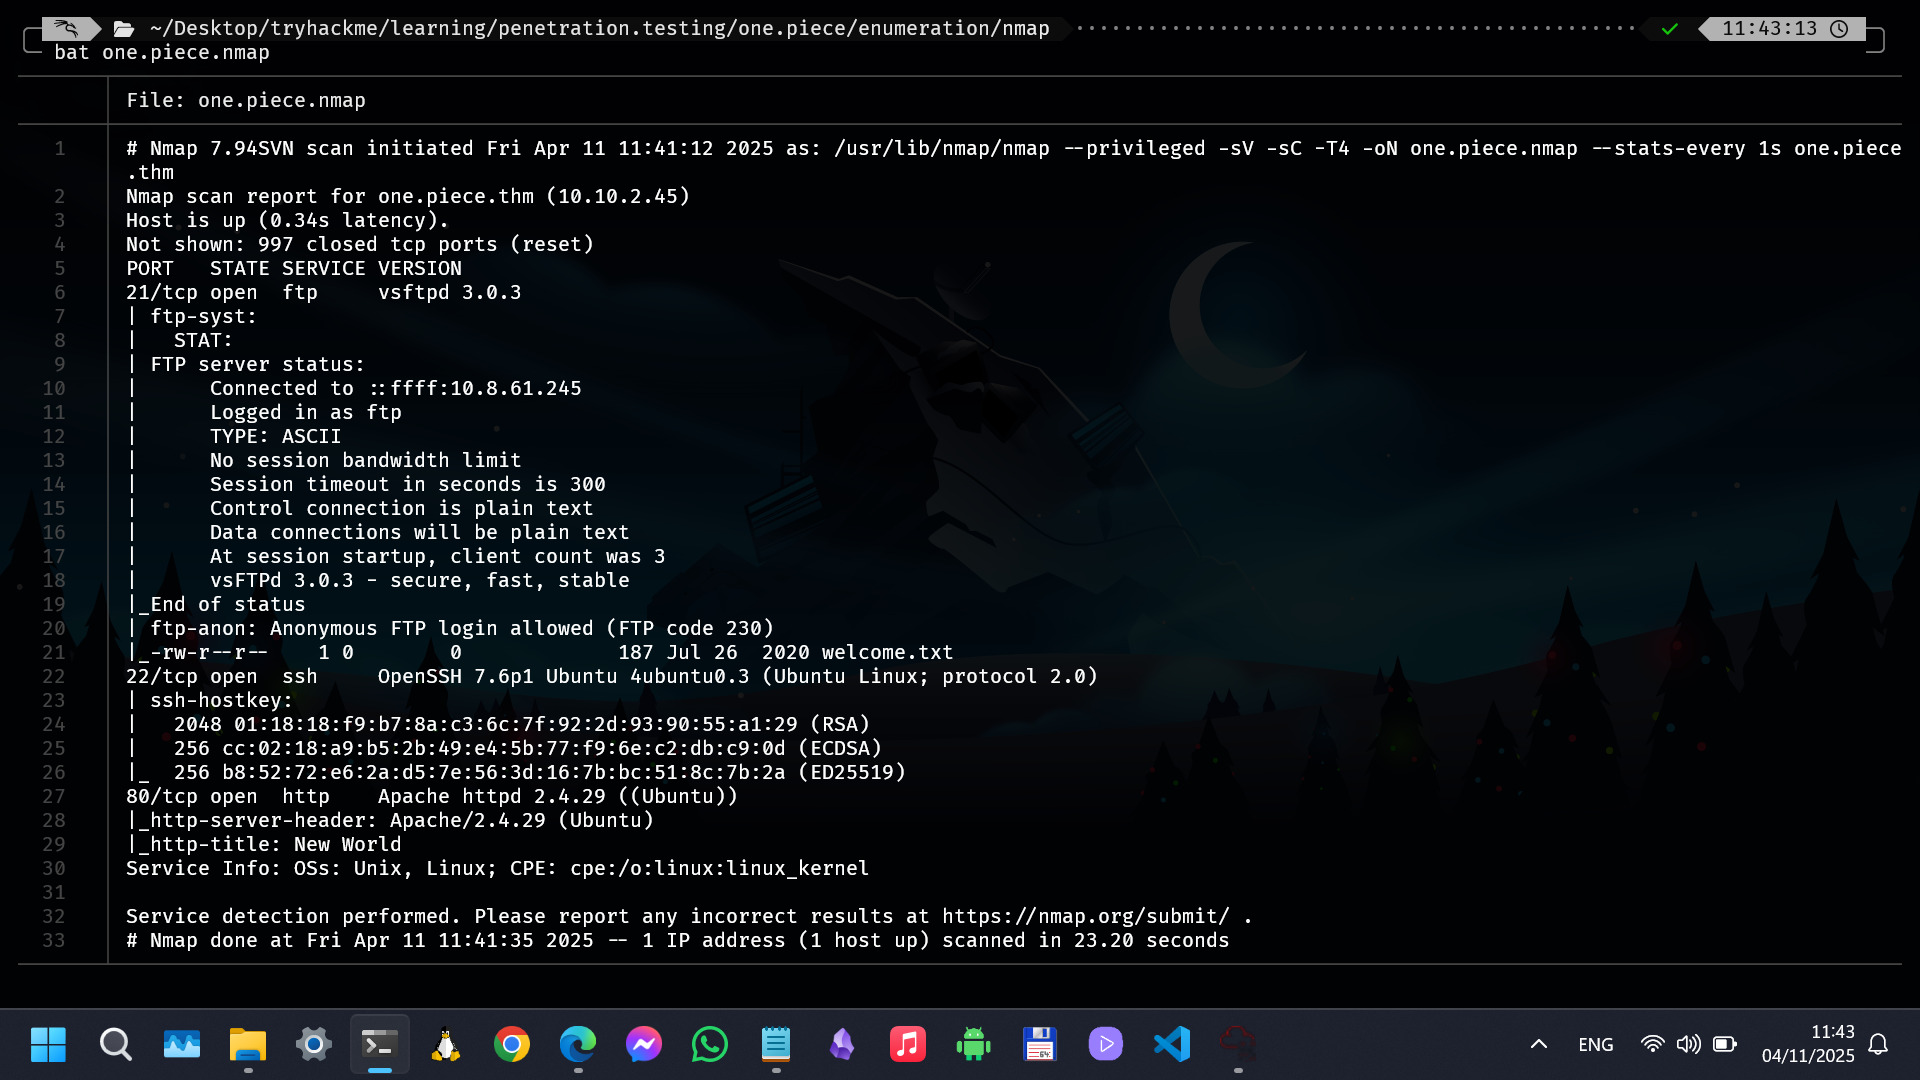 ~/Desktop/tryhackme/learning/penetration.testing/one.piece/enumeration/nmap ✓ 11:43:13
bat one.piece.nmap
File: one.piece.nmap
1 # Nmap 7.94SVN scan initiated Fri Apr 11 11:41:12 2025 as: /usr/lib/nmap/nmap --privileged -sV -sC -T4 -oN one.piece.nmap --stats-every 1s one.piece
.thm
2 Nmap scan report for one.piece.thm (10.10.2.45)
3 Host is up (0.34s latency).
4 Not shown: 997 closed tcp ports (reset)
5 PORT   STATE SERVICE VERSION
6 21/tcp open  ftp     vsftpd 3.0.3
7 | ftp-syst:
8 |   STAT:
9 | FTP server status:
10 |      Connected to ::ffff:10.8.61.245
11 |      Logged in as ftp
12 |      TYPE: ASCII
13 |      No session bandwidth limit
14 |      Session timeout in seconds is 300
15 |      Control connection is plain text
16 |      Data connections will be plain text
17 |      At session startup, client count was 3
18 |      vsFTPd 3.0.3 - secure, fast, stable
19 |_End of status
20 | ftp-anon: Anonymous FTP login allowed (FTP code 230)
21 |_-rw-r--r--    1 0        0             187 Jul 26  2020 welcome.txt
22 22/tcp open  ssh     OpenSSH 7.6p1 Ubuntu 4ubuntu0.3 (Ubuntu Linux; protocol 2.0)
23 | ssh-hostkey:
24 |   2048 01:18:18:f9:b7:8a:c3:6c:7f:92:2d:93:90:55:a1:29 (RSA)
25 |   256 cc:02:18:a9:b5:2b:49:e4:5b:77:f9:6e:c2:db:c9:0d (ECDSA)
26 |_  256 b8:52:72:e6:2a:d5:7e:56:3d:16:7b:bc:51:8c:7b:2a (ED25519)
27 80/tcp open  http    Apache httpd 2.4.29 ((Ubuntu))
28 |_http-server-header: Apache/2.4.29 (Ubuntu)
29 |_http-title: New World
30 Service Info: OSs: Unix, Linux; CPE: cpe:/o:linux:linux_kernel
31
32 Service detection performed. Please report any incorrect results at https://nmap.org/submit/ .
33 # Nmap done at Fri Apr 11 11:41:35 2025 -- 1 IP address (1 host up) scanned in 23.20 seconds
64
ENG
11:43
04/11/2025